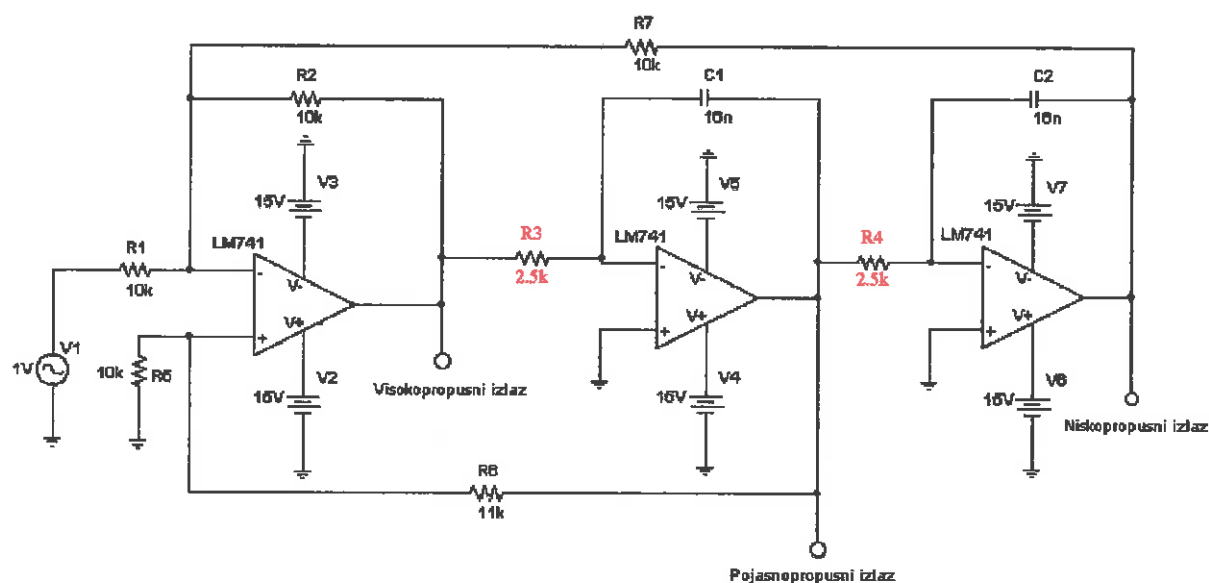 R7
10k
R2
10k
C1
16n
C2
16n
V3
15V
V5
15V
V7
15V
R1
10k
LM741
-
+
V-
V+
R3
2.5k
LM741
-
+
V-
V+
R4
2.5k
LM741
-
+
V-
V+
V1
1V
10k
R5
V2
15V
Visokopropusni izlaz
V4
15V
V6
15V
Niskopropusni izlaz
R6
11k
Pojasnopropusni izlaz